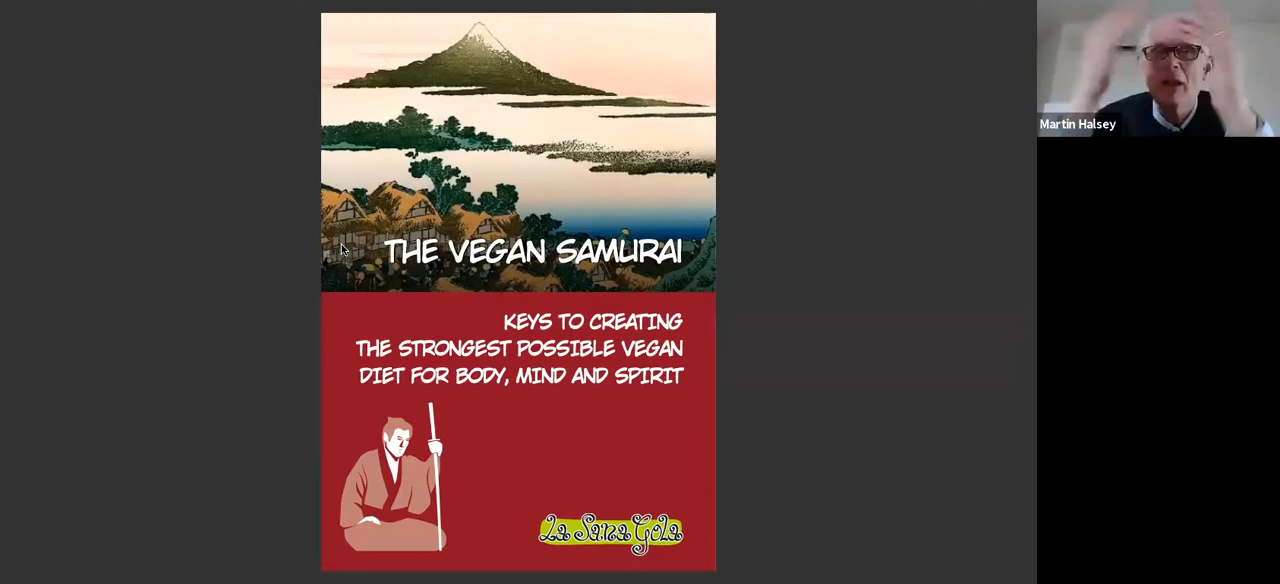 THE VEGAN SAMURAI
KEYS TO CREATING
THE STRONGEST POSSIBLE VEGAN
DIET FOR BODY, MIND AND SPIRIT
La Sana Gola
Martin Halsey